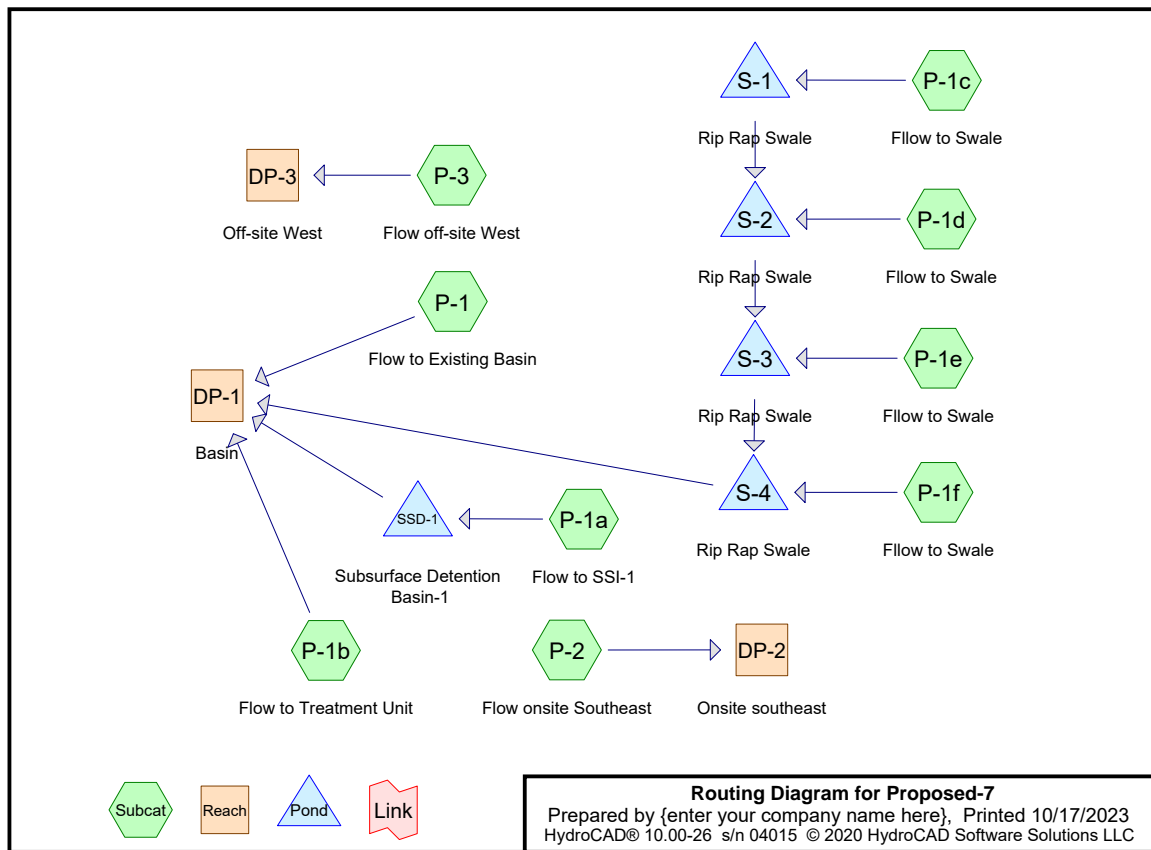 S-1
P-1c
Rip Rap Swale
Fllow to Swale
DP-3
P-3
Off-site West
Flow off-site West
S-2
P-1d
Rip Rap Swale
Fllow to Swale
P-1
Flow to Existing Basin
S-3
P-1e
Rip Rap Swale
Fllow to Swale
DP-1
Basin
S-4
P-1f
Rip Rap Swale
Fllow to Swale
SSD-1
P-1a
Subsurface Detention
Basin-1
Flow to SSI-1
P-1b
Flow to Treatment Unit
P-2
DP-2
Flow onsite Southeast
Onsite southeast
Subcat
Reach
Pond
Link
Routing Diagram for Proposed-7
Prepared by {enter your company name here}, Printed 10/17/2023
HydroCAD® 10.00-26 s/n 04015 © 2020 HydroCAD Software Solutions LLC